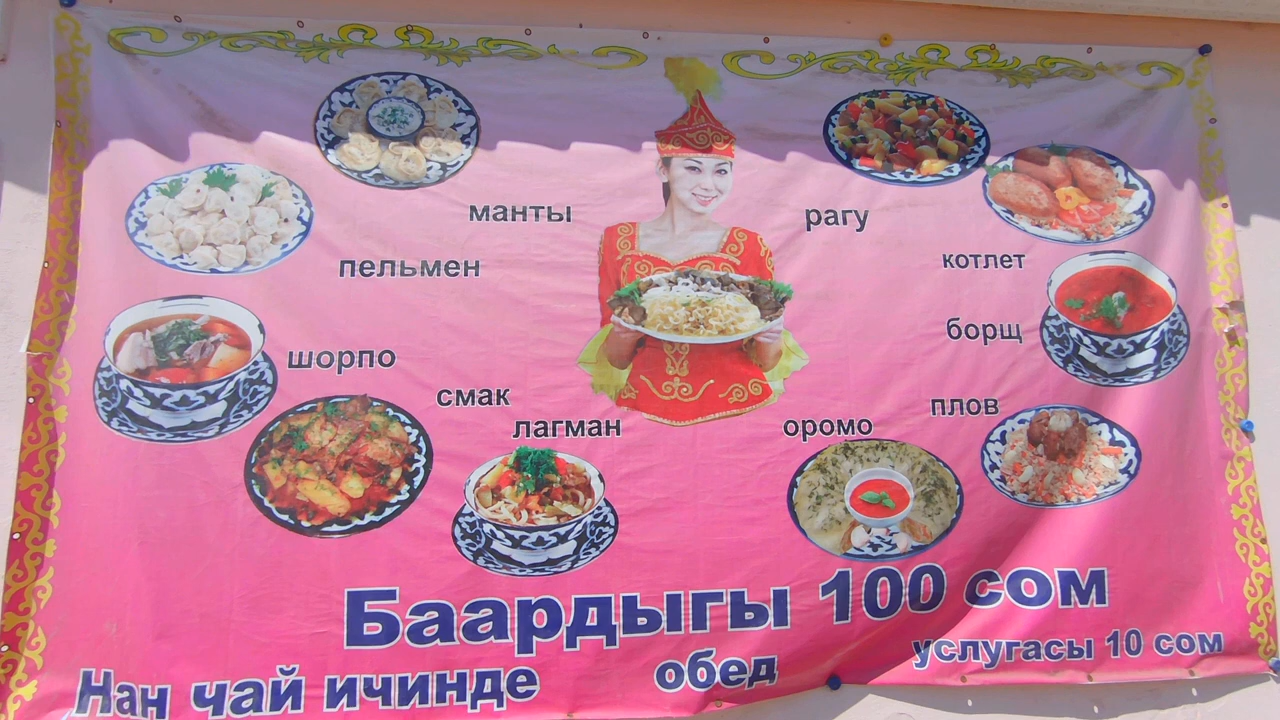 манты
рагу
пельмен
котлет
шорпо
борщ
смак
плов
лагман
оромо
Баардыгы 100 сом
Нан чай ичинде
обед
услугасы 10 сом